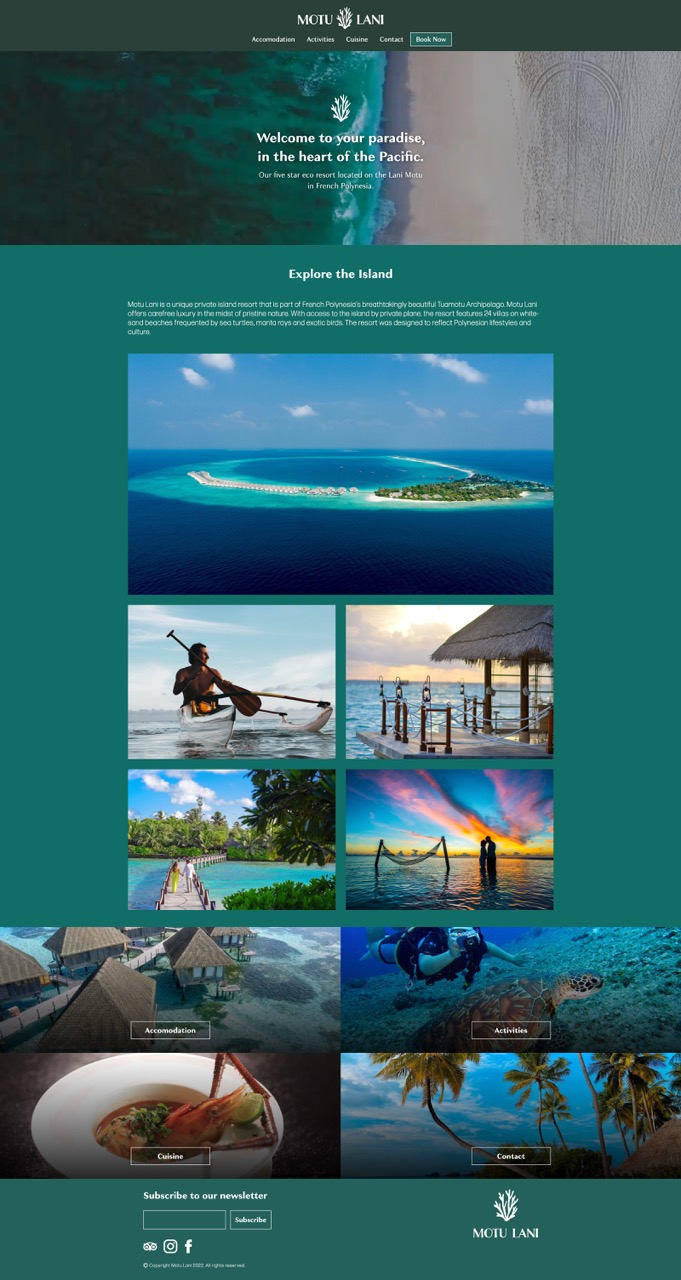 MOTU LANI
Accomodation Activities Cuisine Contact Book Now
Welcome to your paradise,
in the heart of the Pacific.
Our five star eco resort located on the Lani Motu
in French Polynesia.
Explore the Island
Motu Lani is a unique private island resort that is part of French Polynesia's breathtakingly beautiful Tuamotu Archipelago. Motu Lani
offers carefree luxury in the midst of pristine nature. With access to the island by private plane, the resort features 24 villas on white-
sand beaches frequented by sea turtles, manta rays and exotic birds. The resort was designed to reflect Polynesian lifestyles and
culture.
Accomodation
Activities
Cuisine
Contact
Subscribe to our newsletter
Subscribe
MOTU LANI
© Copyright Motu Lani 2022. All rights reserved.